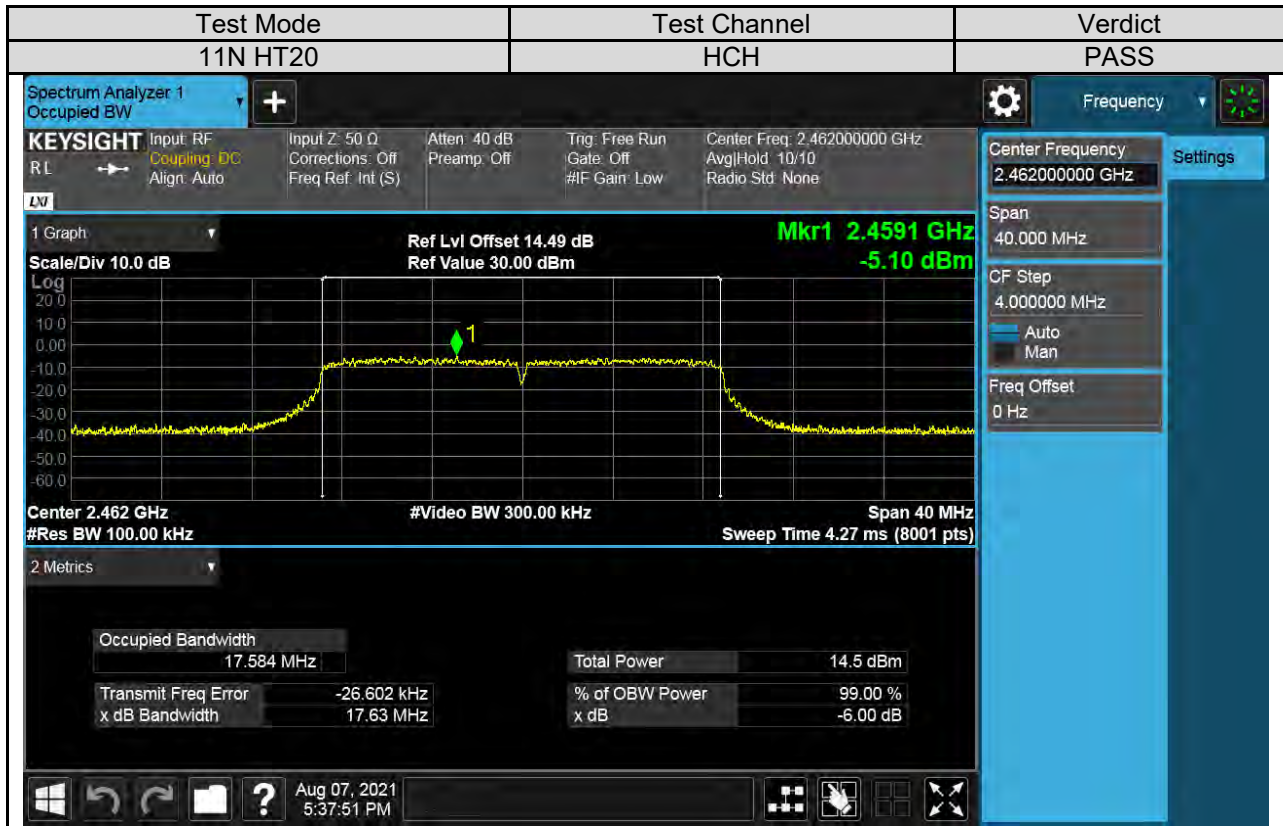 Test Mode Test Channel Verdict
11N HT20 HCH PASS
Spectrum Analyzer 1
Occupied BW
+
Frequency
KEYSIGHT
RL
LXI
Input: RF
Coupling: DC
Align: Auto
Input Z: 50 Ω
Corrections: Off
Freq Ref: Int (S)
Atten: 40 dB
Preamp: Off
Trig: Free Run
Gate: Off
#IF Gain: Low
Center Freq: 2.462000000 GHz
Avg|Hold: 10/10
Radio Std: None
Center Frequency
2.462000000 GHz
Settings
Span
40.000 MHz
CF Step
4.000000 MHz
Auto
Man
Freq Offset
0 Hz
1 Graph
Scale/Div 10.0 dB
Ref Lvl Offset 14.49 dB
Ref Value 30.00 dBm
Mkr1 2.4591 GHz
-5.10 dBm
Log
20.0
10.0
0.00
-10.0
-20.0
-30.0
-40.0
-50.0
-60.0
1
Center 2.462 GHz
#Res BW 100.00 kHz
#Video BW 300.00 kHz
Span 40 MHz
Sweep Time 4.27 ms (8001 pts)
2 Metrics
Occupied Bandwidth
17.584 MHz
Total Power 14.5 dBm
Transmit Freq Error -26.602 kHz
% of OBW Power 99.00 %
x dB Bandwidth 17.63 MHz
x dB -6.00 dB
?
Aug 07, 2021
5:37:51 PM